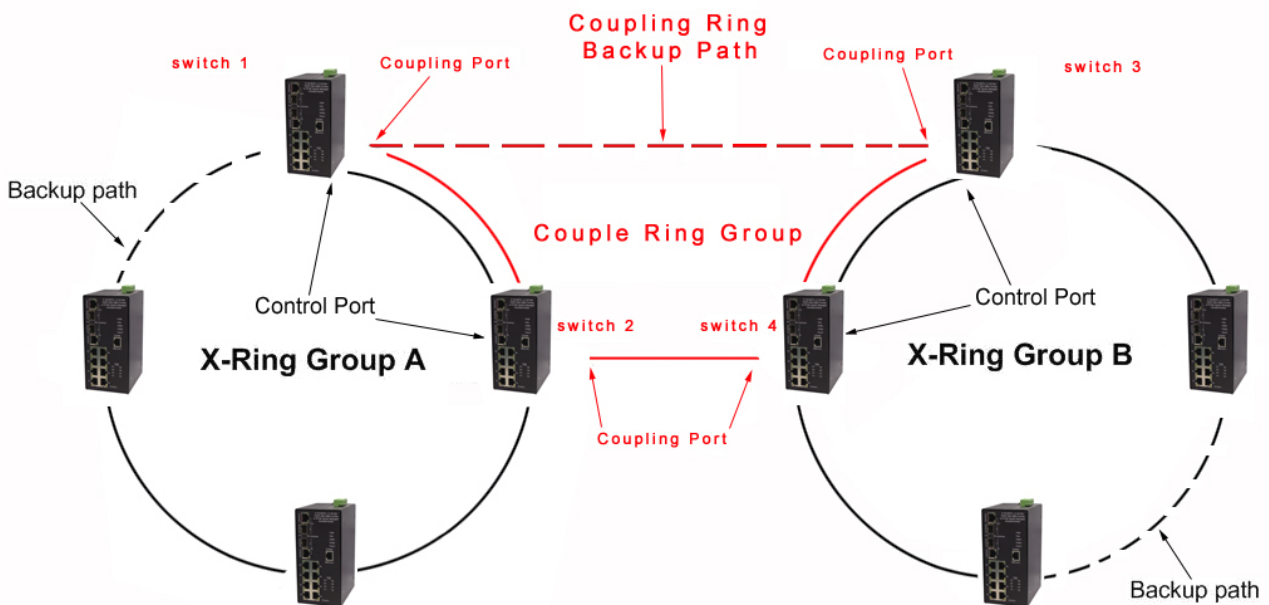 Coupling Ring
Backup Path
switch 1
Coupling Port
Coupling Port
switch 3
Backup path
Couple Ring Group
Control Port
Control Port
switch 2
switch 4
X-Ring Group A
X-Ring Group B
Coupling Port
Backup path